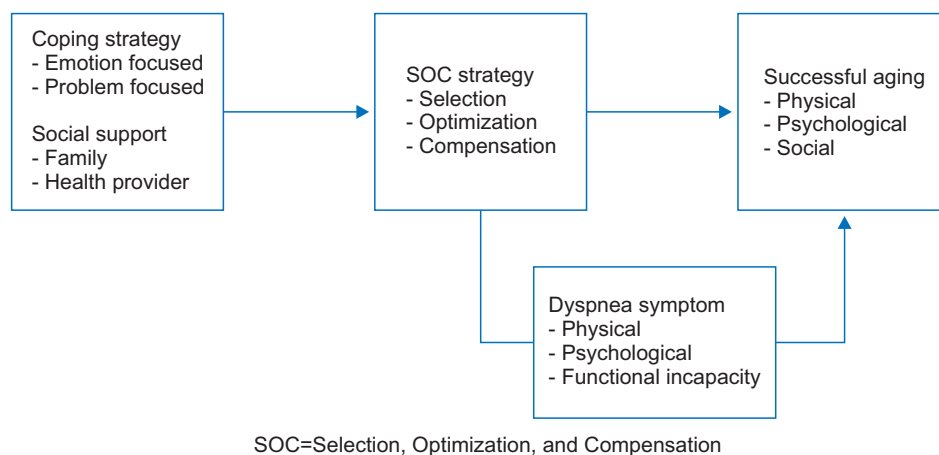 Coping strategy
- Emotion focused
- Problem focused
Social support
- Family
- Health provider
SOC strategy
- Selection
- Optimization
- Compensation
Successful aging
- Physical
- Psychological
- Social
Dyspnea symptom
- Physical
- Psychological
- Functional incapacity
SOC=Selection, Optimization, and Compensation